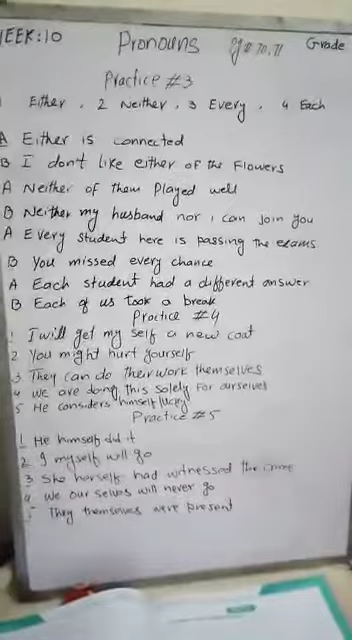 WEEK:10 Pronouns Pgs 70,71 Grade
Practice #3
1 Either, 2 Neither, 3 Every, 4 Each
A Either is connected
B I don't like either of the Flowers
A Neither of them Played well
B Neither my husband nor i can join you
A Every student here is passing the exams
B You missed every chance
A Each student had a different answer
B Each of us took a break
Practice #4
1 I will get my self a new coat
2 You might hurt yourself
3 They can do their work themselves
4 We are doing this solely for ourselves
5 He considers himself lucky
Practice #5
1 He himself did it
2 I myself will go
3 She herself had witnessed the crime
4 We our selves will never go
5 They themselves were present